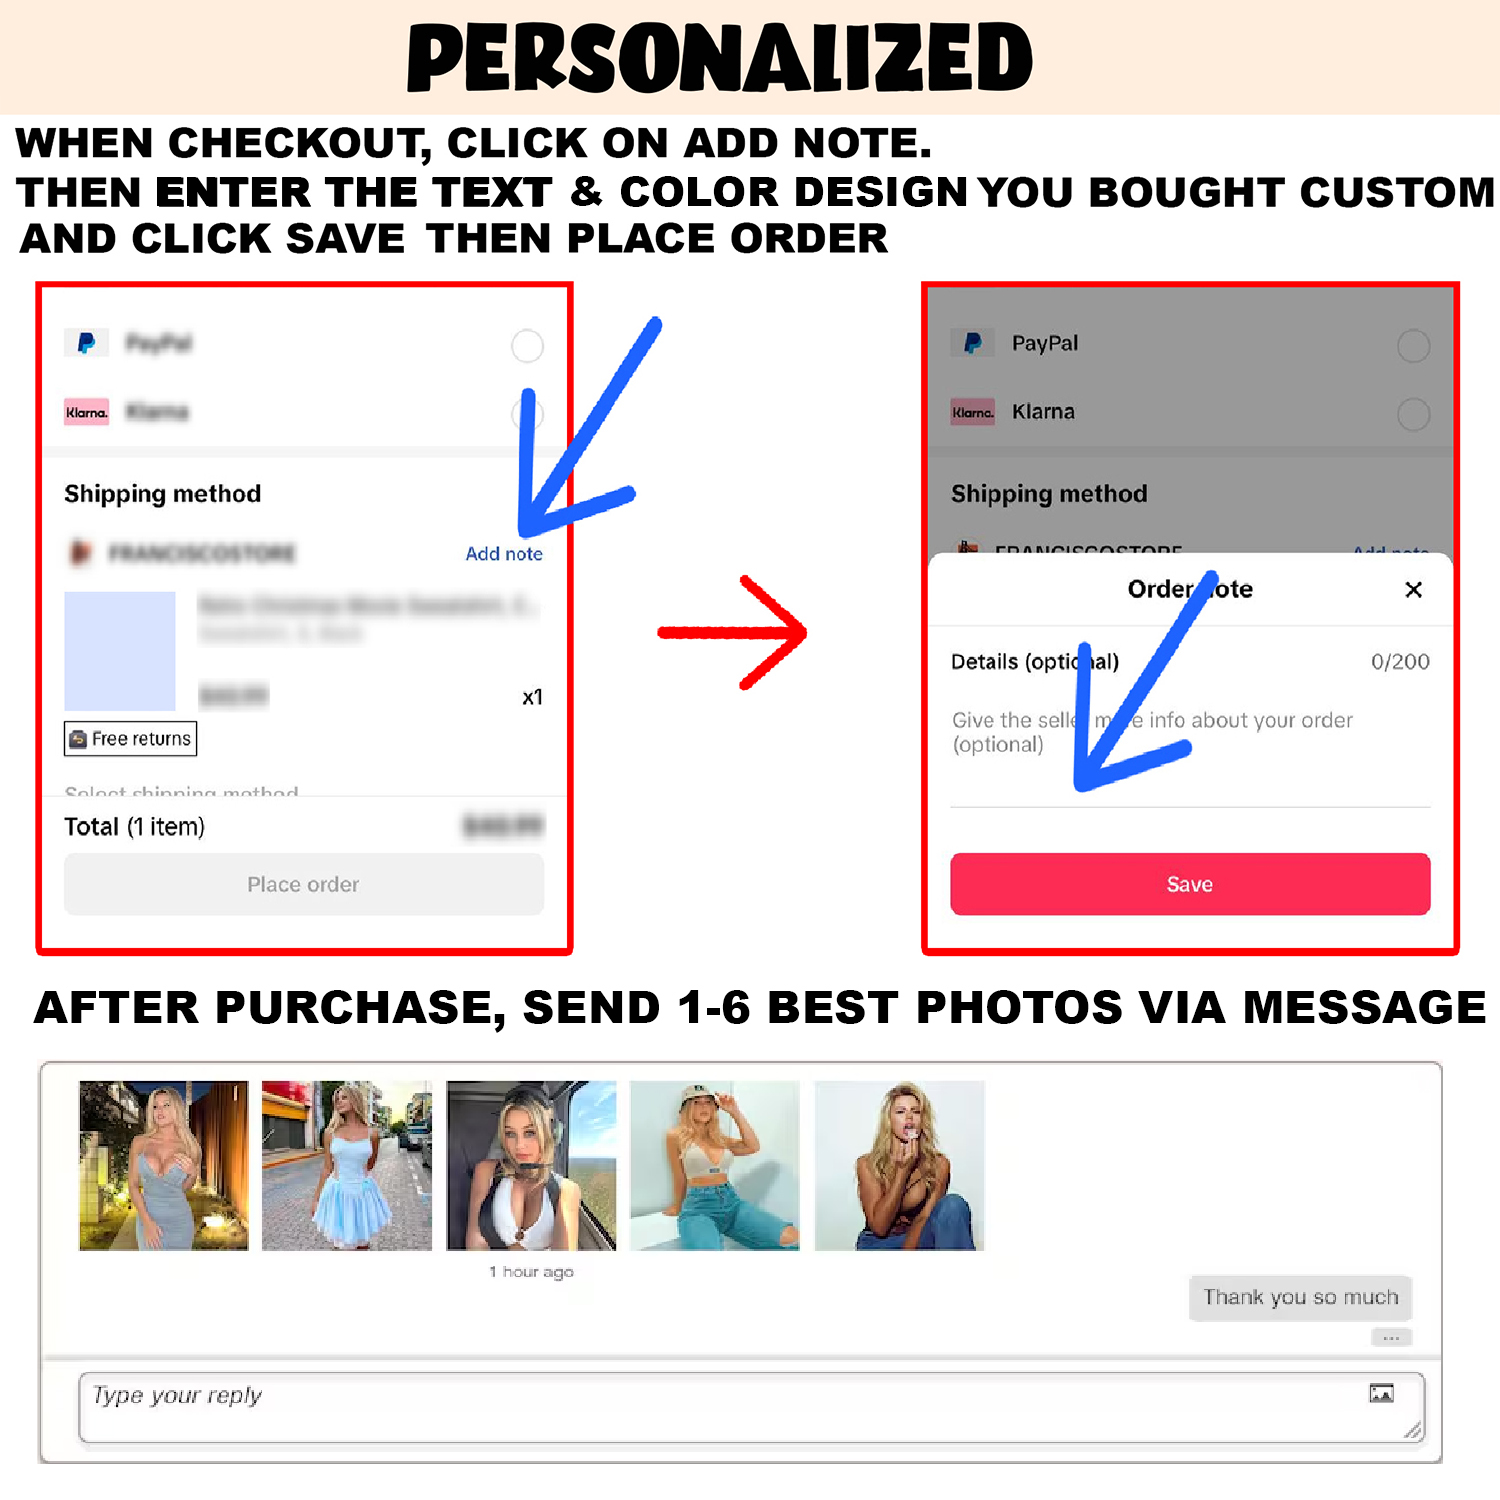 PERSONALIZED
WHEN CHECKOUT, CLICK ON ADD NOTE.
THEN ENTER THE TEXT & COLOR DESIGN YOU BOUGHT CUSTOM
AND CLICK SAVE THEN PLACE ORDER
PayPal
Klarna. Klarna
Shipping method
FRANCISCOSTORE Add note
x1
Free returns
Select shipping method
Total (1 item)
Place order
PayPal
Klarna. Klarna
Shipping method
FRANCISCOSTORE Add note
Order note
Details (optional) 0/200
Give the seller more info about your order
(optional)
Save
AFTER PURCHASE, SEND 1-6 BEST PHOTOS VIA MESSAGE
1 hour ago
Thank you so much
...
Type your reply